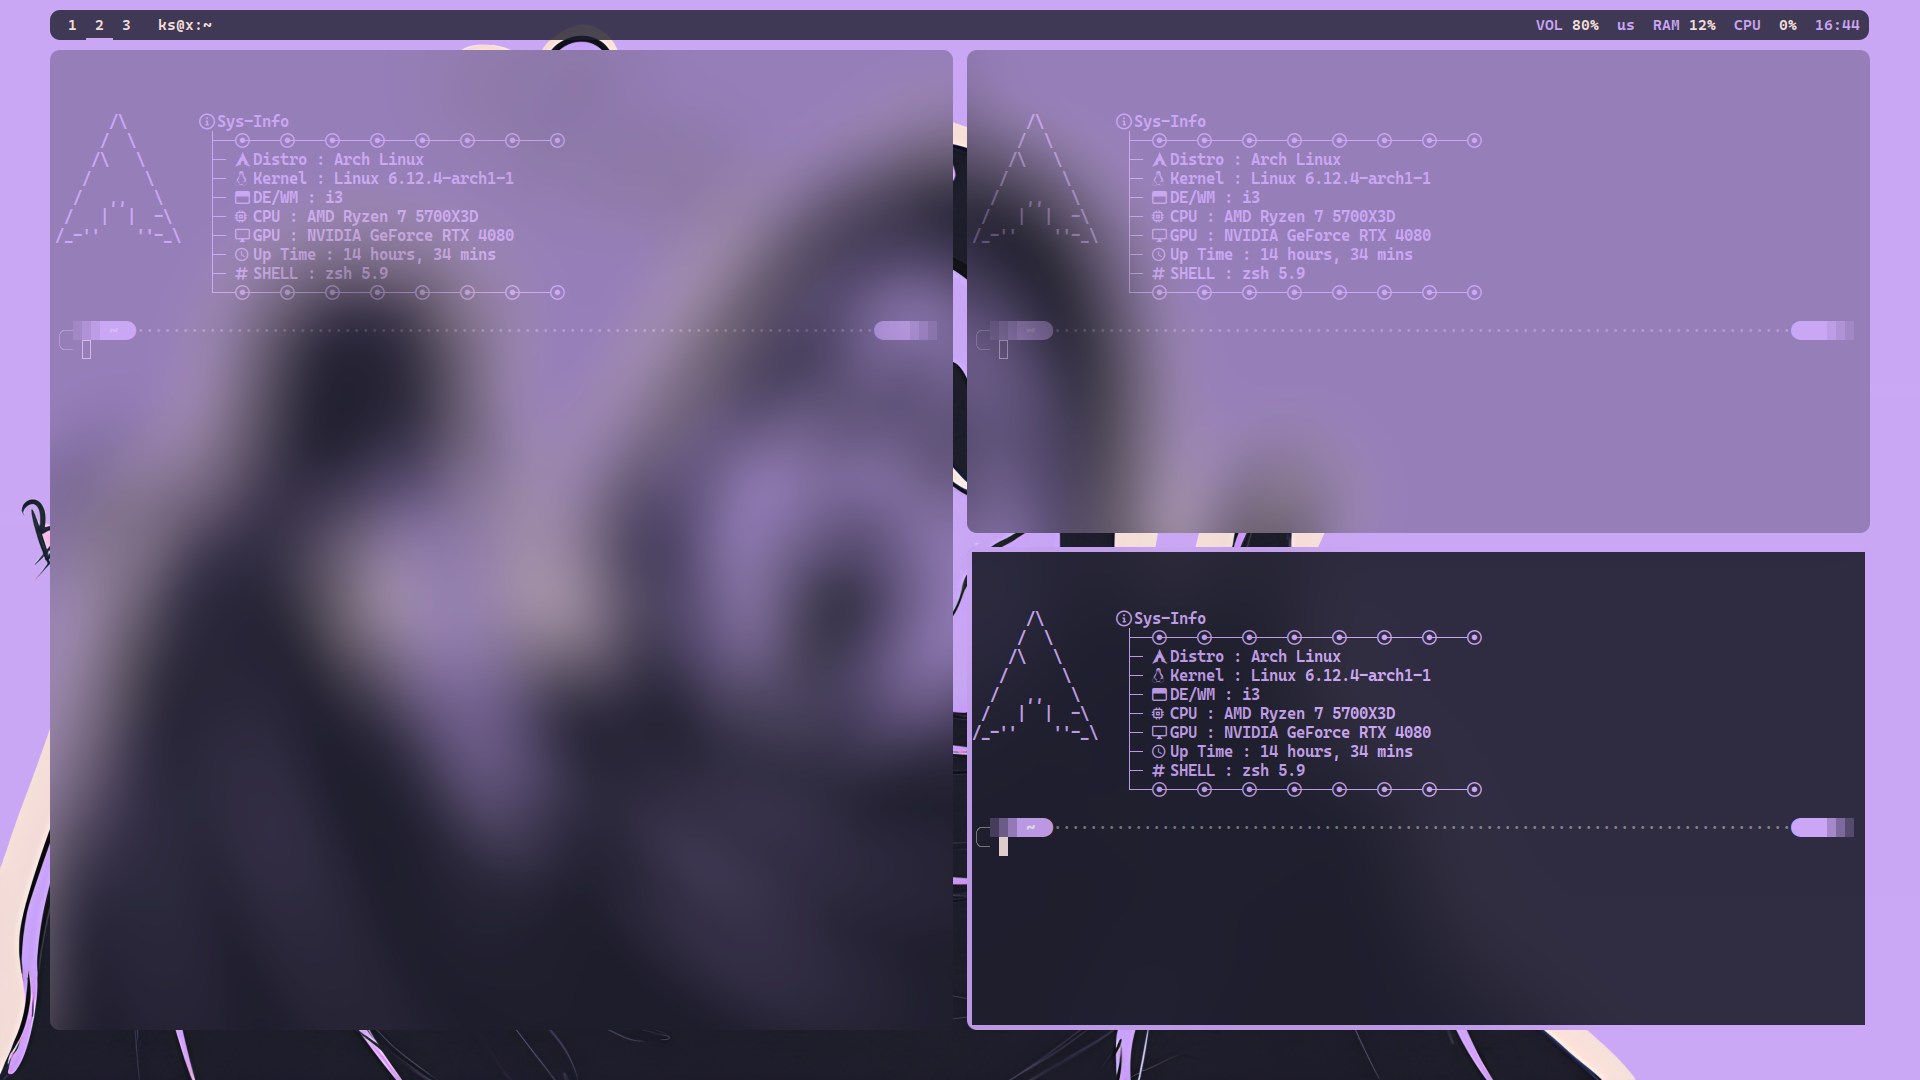 1 2 3 ks@x:~ VOL 80% us RAM 12% CPU 0% 16:44
Sys-Info
Distro : Arch Linux
Kernel : Linux 6.12.4-arch1-1
DE/WM : i3
CPU : AMD Ryzen 7 5700X3D
GPU : NVIDIA GeForce RTX 4080
Up Time : 14 hours, 34 mins
# SHELL : zsh 5.9
~
Sys-Info
Distro : Arch Linux
Kernel : Linux 6.12.4-arch1-1
DE/WM : i3
CPU : AMD Ryzen 7 5700X3D
GPU : NVIDIA GeForce RTX 4080
Up Time : 14 hours, 34 mins
# SHELL : zsh 5.9
~
Sys-Info
Distro : Arch Linux
Kernel : Linux 6.12.4-arch1-1
DE/WM : i3
CPU : AMD Ryzen 7 5700X3D
GPU : NVIDIA GeForce RTX 4080
Up Time : 14 hours, 34 mins
# SHELL : zsh 5.9
~